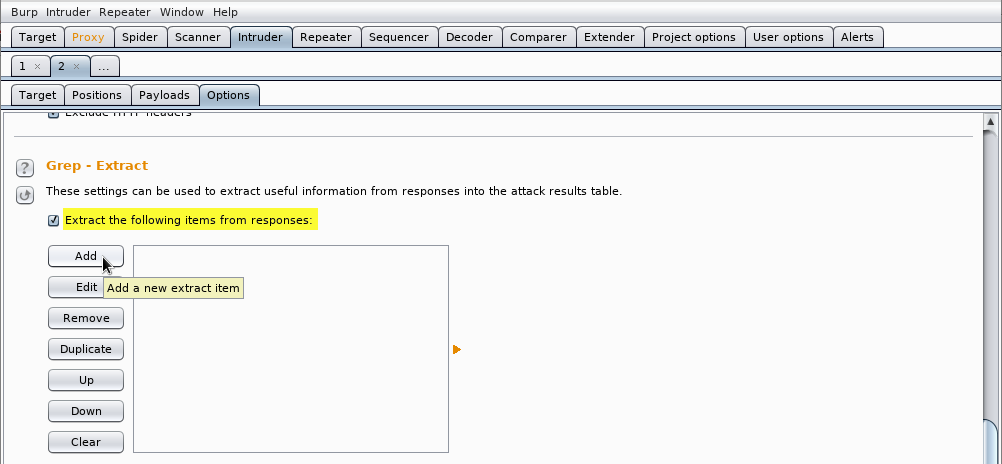 Burp Intruder Repeater Window Help
Target Proxy Spider Scanner Intruder Repeater Sequencer Decoder Comparer Extender Project options User options Alerts
1 × 2 × ...
Target Positions Payloads Options
Exclude HTTP headers
? Grep - Extract
These settings can be used to extract useful information from responses into the attack results table.
Extract the following items from responses:
Add
Edit
Add a new extract item
Remove
Duplicate
Up
Down
Clear